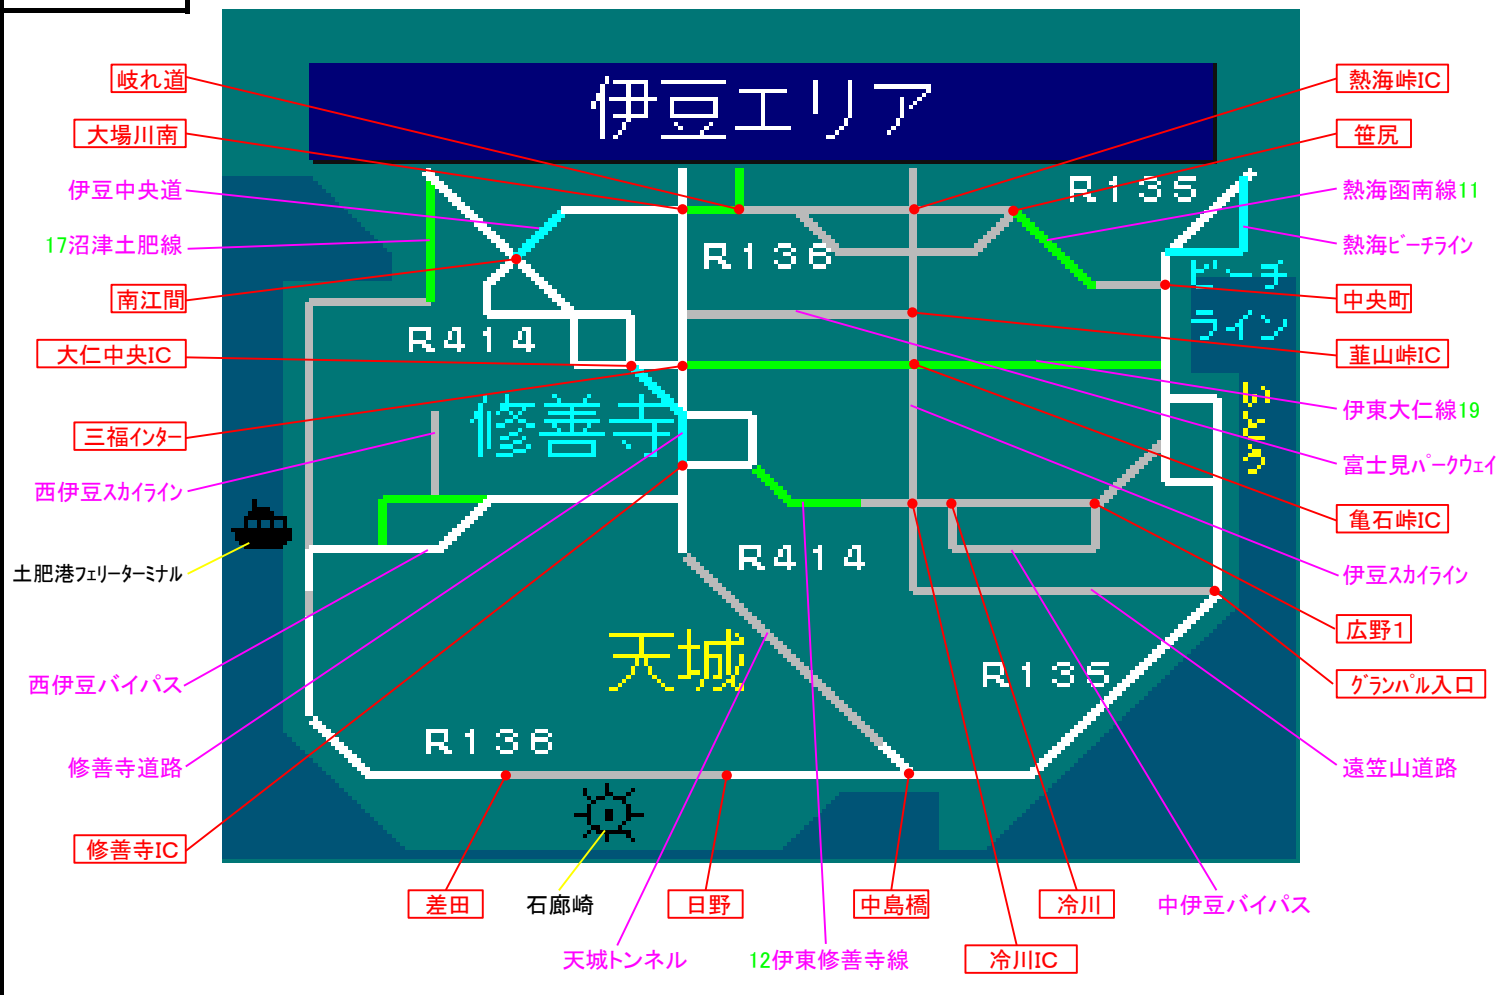 伊豆エリア
岐れ道
熱海峠IC
大場川南
笹尻
伊豆中央道
R135
熱海函南線11
17沼津土肥線
R136
熱海ビーチライン
ビーチ
ライン
南江間
中央町
R414
大仁中央IC
韮山峠IC
修善寺
いとう
伊東大仁線19
三福インター
富士見パークウェイ
西伊豆スカイライン
亀石峠IC
土肥港フェリーターミナル
R414
伊豆スカイライン
天城
広野1
西伊豆バイパス
R135
グランパル入口
R136
修善寺道路
遠笠山道路
修善寺IC
差田
石廊崎
日野
中島橋
冷川
中伊豆バイパス
天城トンネル
12伊東修善寺線
冷川IC